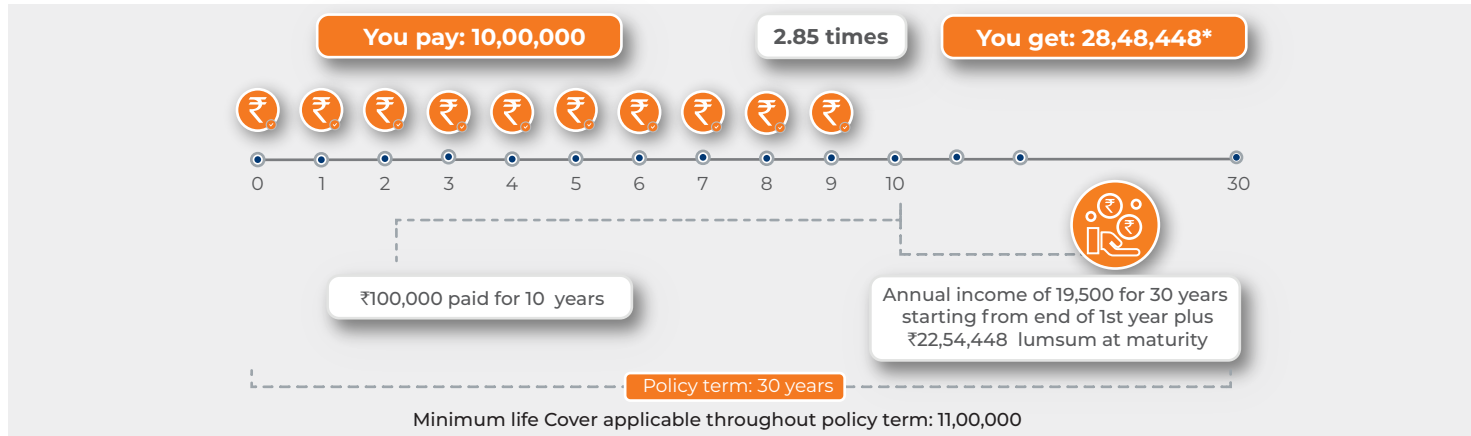 You pay: 10,00,000
2.85 times
You get: 28,48,448*
₹ ₹ ₹ ₹ ₹ ₹ ₹ ₹ ₹ ₹
0 1 2 3 4 5 6 7 8 9 10 30
₹ ₹
₹100,000 paid for 10 years
Annual income of 19,500 for 30 years
starting from end of 1st year plus
₹22,54,448 lumsum at maturity
Policy term: 30 years
Minimum life Cover applicable throughout policy term: 11,00,000